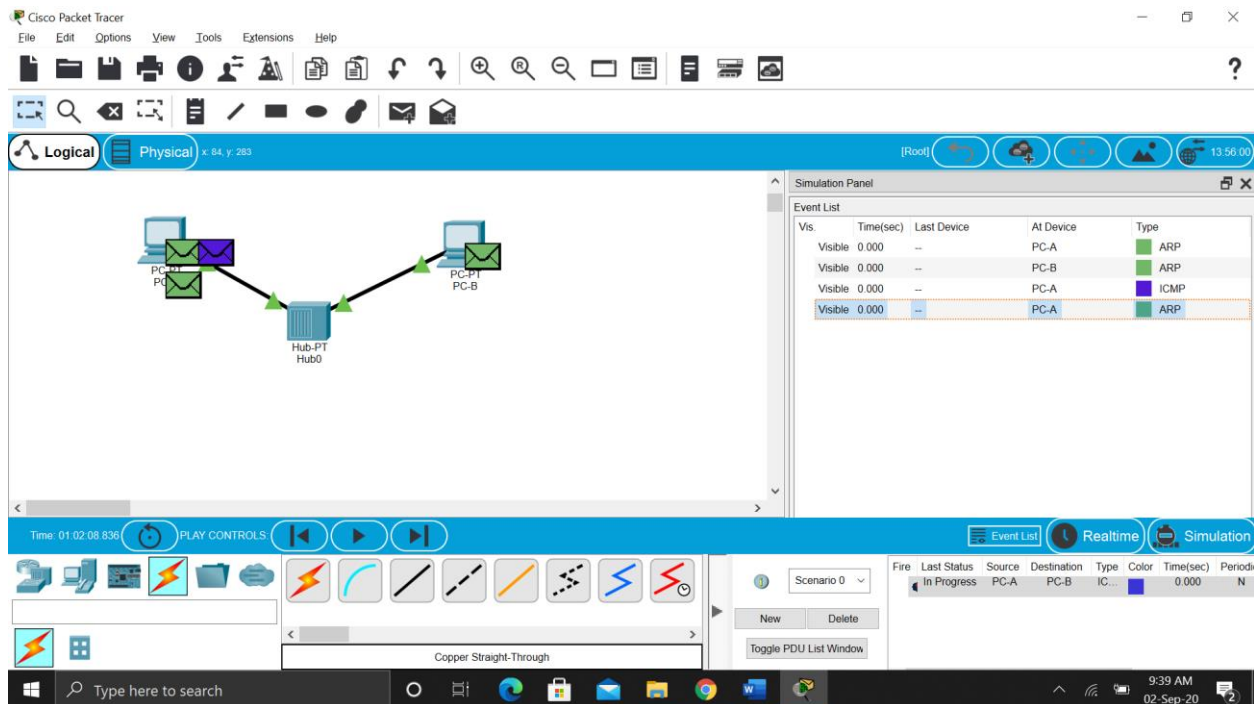 Cisco Packet Tracer
File Edit Options View Tools Extensions Help
?
Logical Physical x: 84, y: 283 [Root] 13:56:00
Simulation Panel
Event List
Vis. Time(sec) Last Device At Device Type
Visible 0.000 -- PC-A ARP
Visible 0.000 -- PC-B ARP
Visible 0.000 -- PC-A ICMP
Visible 0.000 -- PC-A ARP
PC-PT
PC-PT
PC-B
Hub-PT
Hub0
Time: 01:02:08.836 PLAY CONTROLS: Event List Realtime Simulation
Scenario 0
New Delete
Toggle PDU List Window
Fire Last Status Source Destination Type Color Time(sec) Periodi
In Progress PC-A PC-B IC... 0.000 N
Copper Straight-Through
Type here to search
9:39 AM
02-Sep-20
2